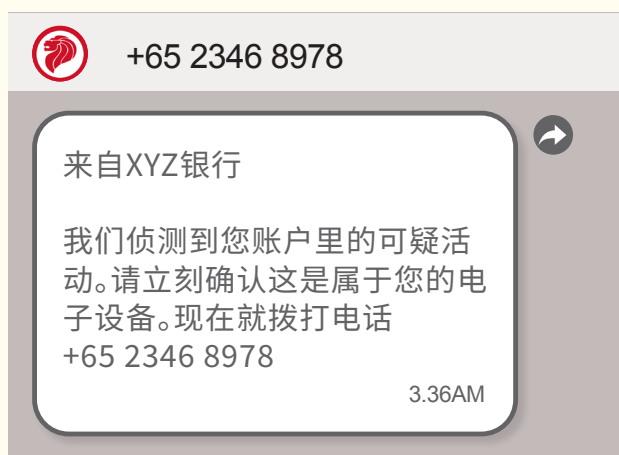 +65 2346 8978
来自XYZ银行
我们侦测到您账户里的可疑活
动。请立刻确认这是属于您的电
子设备。现在就拨打电话
+65 2346 8978
3.36AM